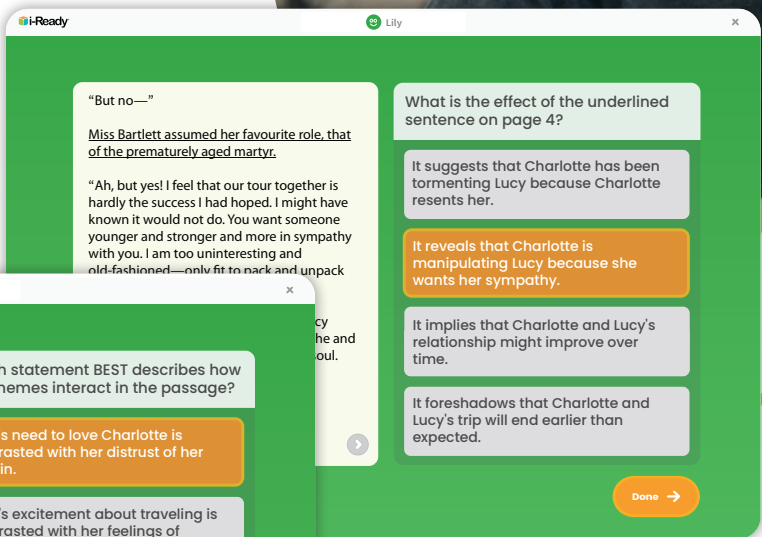 i-Ready
Lily
×
“But no—”
Miss Bartlett assumed her favourite role, that
of the prematurely aged martyr.
“Ah, but yes! I feel that our tour together is
hardly the success I had hoped. I might have
known it would not do. You want someone
younger and stronger and more in sympathy
with you. I am too uninteresting and
old-fashioned—only fit to pack and unpack
he and
What is the effect of the underlined
sentence on page 4?
It suggests that Charlotte has been
tormenting Lucy because Charlotte
resents her.
It reveals that Charlotte is
manipulating Lucy because she
wants her sympathy.
It implies that Charlotte and Lucy's
relationship might improve over
time.
It foreshadows that Charlotte and
Lucy's trip will end earlier than
expected.
Done
×
statement BEST describes how
interact in the passage?
need to love Charlotte is
with her distrust of her
excitement about traveling is
with her feelings of